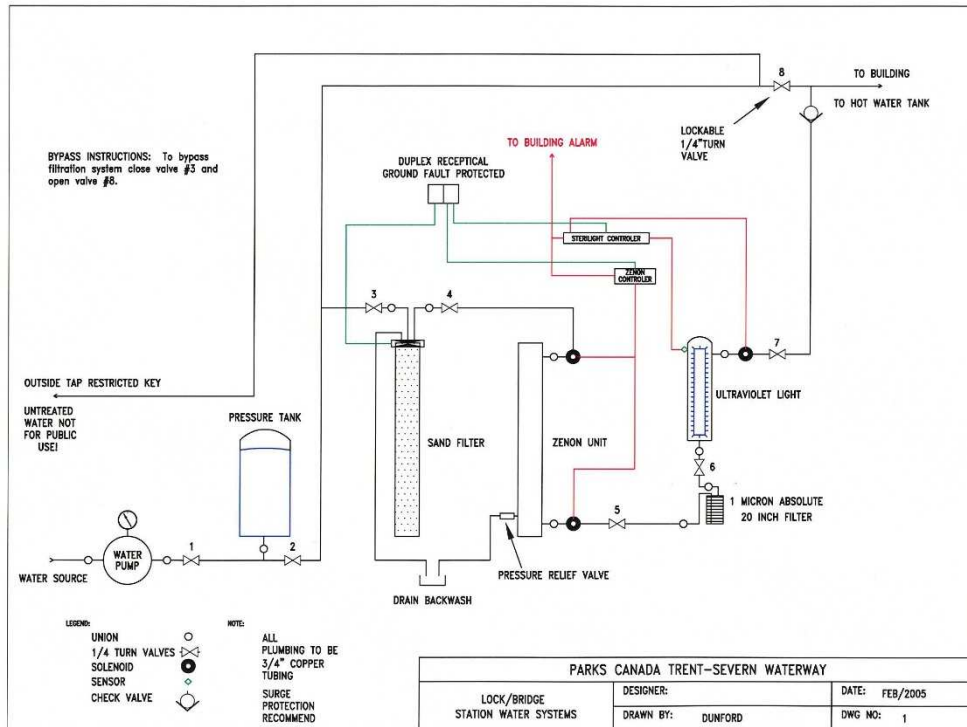 8
TO BUILDING
TO HOT WATER TANK
LOCKABLE
1/4"TURN
VALVE
TO BUILDING ALARM
BYPASS INSTRUCTIONS: To bypass
filtration system close valve #3 and
open valve #8.
DUPLEX RECEPTICAL
GROUND FAULT PROTECTED
STERILIGHT CONTROLER
ZENON
CONTROLER
3
4
7
OUTSIDE TAP RESTRICTED KEY
UNTREATED
WATER NOT
FOR PUBLIC
USE!
PRESSURE TANK
SAND FILTER
ZENON UNIT
ULTRAVIOLET LIGHT
6
1 MICRON ABSOLUTE
20 INCH FILTER
5
WATER
PUMP
1
2
WATER SOURCE
PRESSURE RELIEF VALVE
DRAIN BACKWASH
LEGEND:
UNION
1/4 TURN VALVES
SOLENOID
SENSOR
CHECK VALVE
NOTE:
ALL
PLUMBING TO BE
3/4" COPPER
TUBING
SURGE
PROTECTION
RECOMMEND
PARKS CANADA TRENT-SEVERN WATERWAY
LOCK/BRIDGE
STATION WATER SYSTEMS
DESIGNER:
DATE: FEB/2005
DRAWN BY: DUNFORD
DWG NO: 1